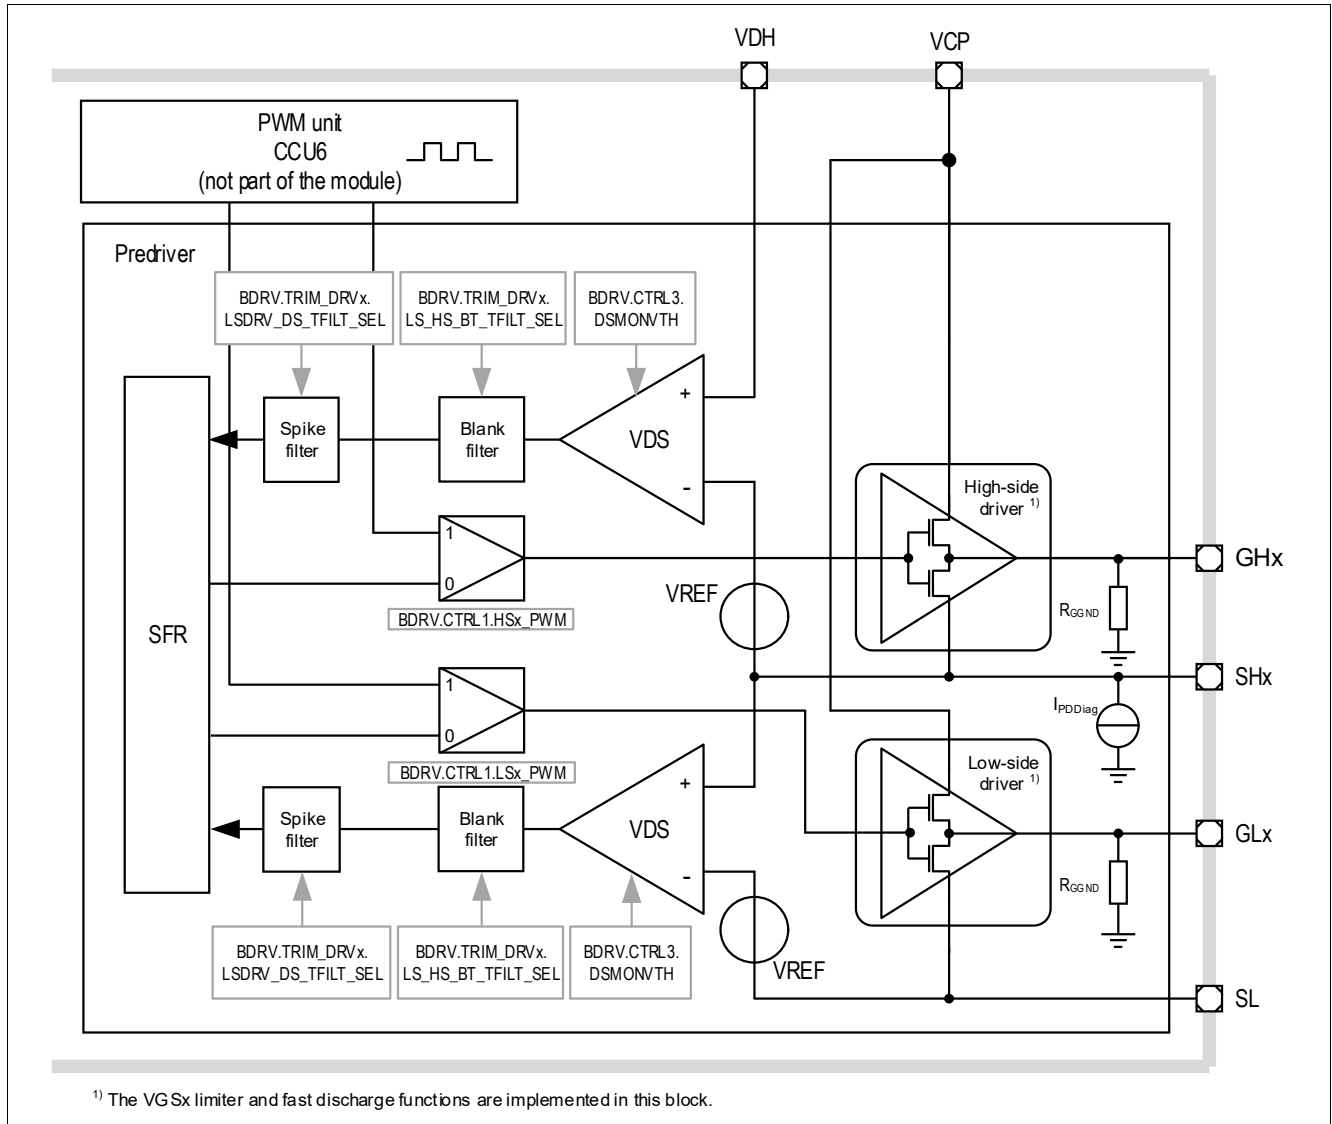 VDH
VCP
PWM unit
CCU6
(not part of the module)
Predriver
BDRV.TRIM_DRVx.
LSDRV_DS_TFILT_SEL
BDRV.TRIM_DRVx.
LS_HS_BT_TFILT_SEL
BDRV.CTRL3.
DSMONVTH
+
Spike
filter
Blank
filter
VDS
-
High-side
driver 1)
1
0
GHx
VREF
RGGND
BDRV.CTRL1.HSx_PWM
SFR
SHx
1
0
IPDDiag
BDRV.CTRL1.LSx_PWM
Low-side
driver 1)
+
Spike
filter
Blank
filter
VDS
-
GLx
RGGND
BDRV.TRIM_DRVx.
LSDRV_DS_TFILT_SEL
BDRV.TRIM_DRVx.
LS_HS_BT_TFILT_SEL
BDRV.CTRL3.
DSMONVTH
VREF
SL
1) The VGSx limiter and fast discharge functions are implemented in this block.